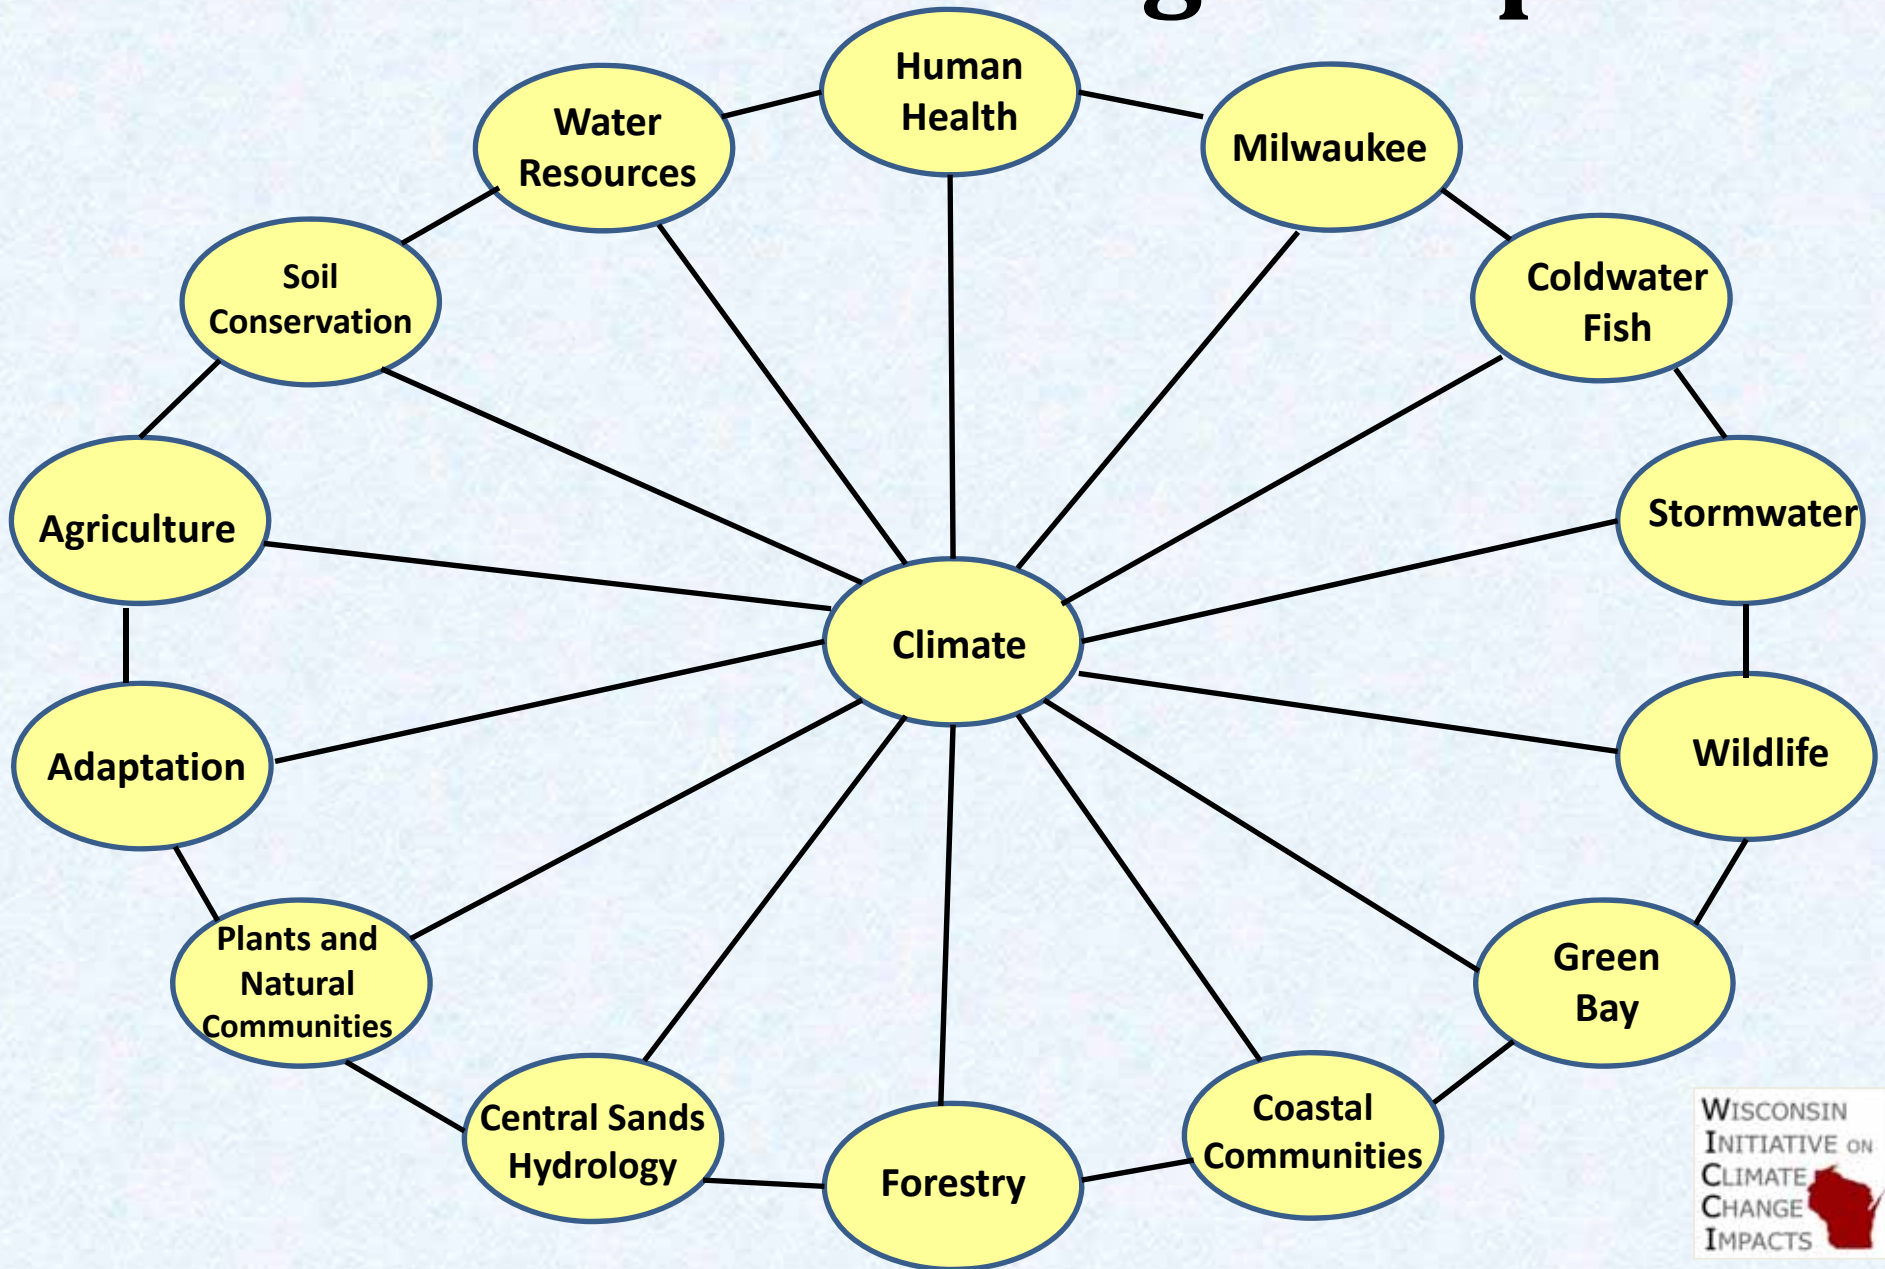 Human
Health
Water
Resources
Milwaukee
Soil
Conservation
Coldwater
Fish
Agriculture
Stormwater
Climate
Adaptation
Wildlife
Plants and
Natural
Communities
Green
Bay
Central Sands
Hydrology
Forestry
Coastal
Communities
WISCONSIN
INITIATIVE ON
CLIMATE
CHANGE
IMPACTS